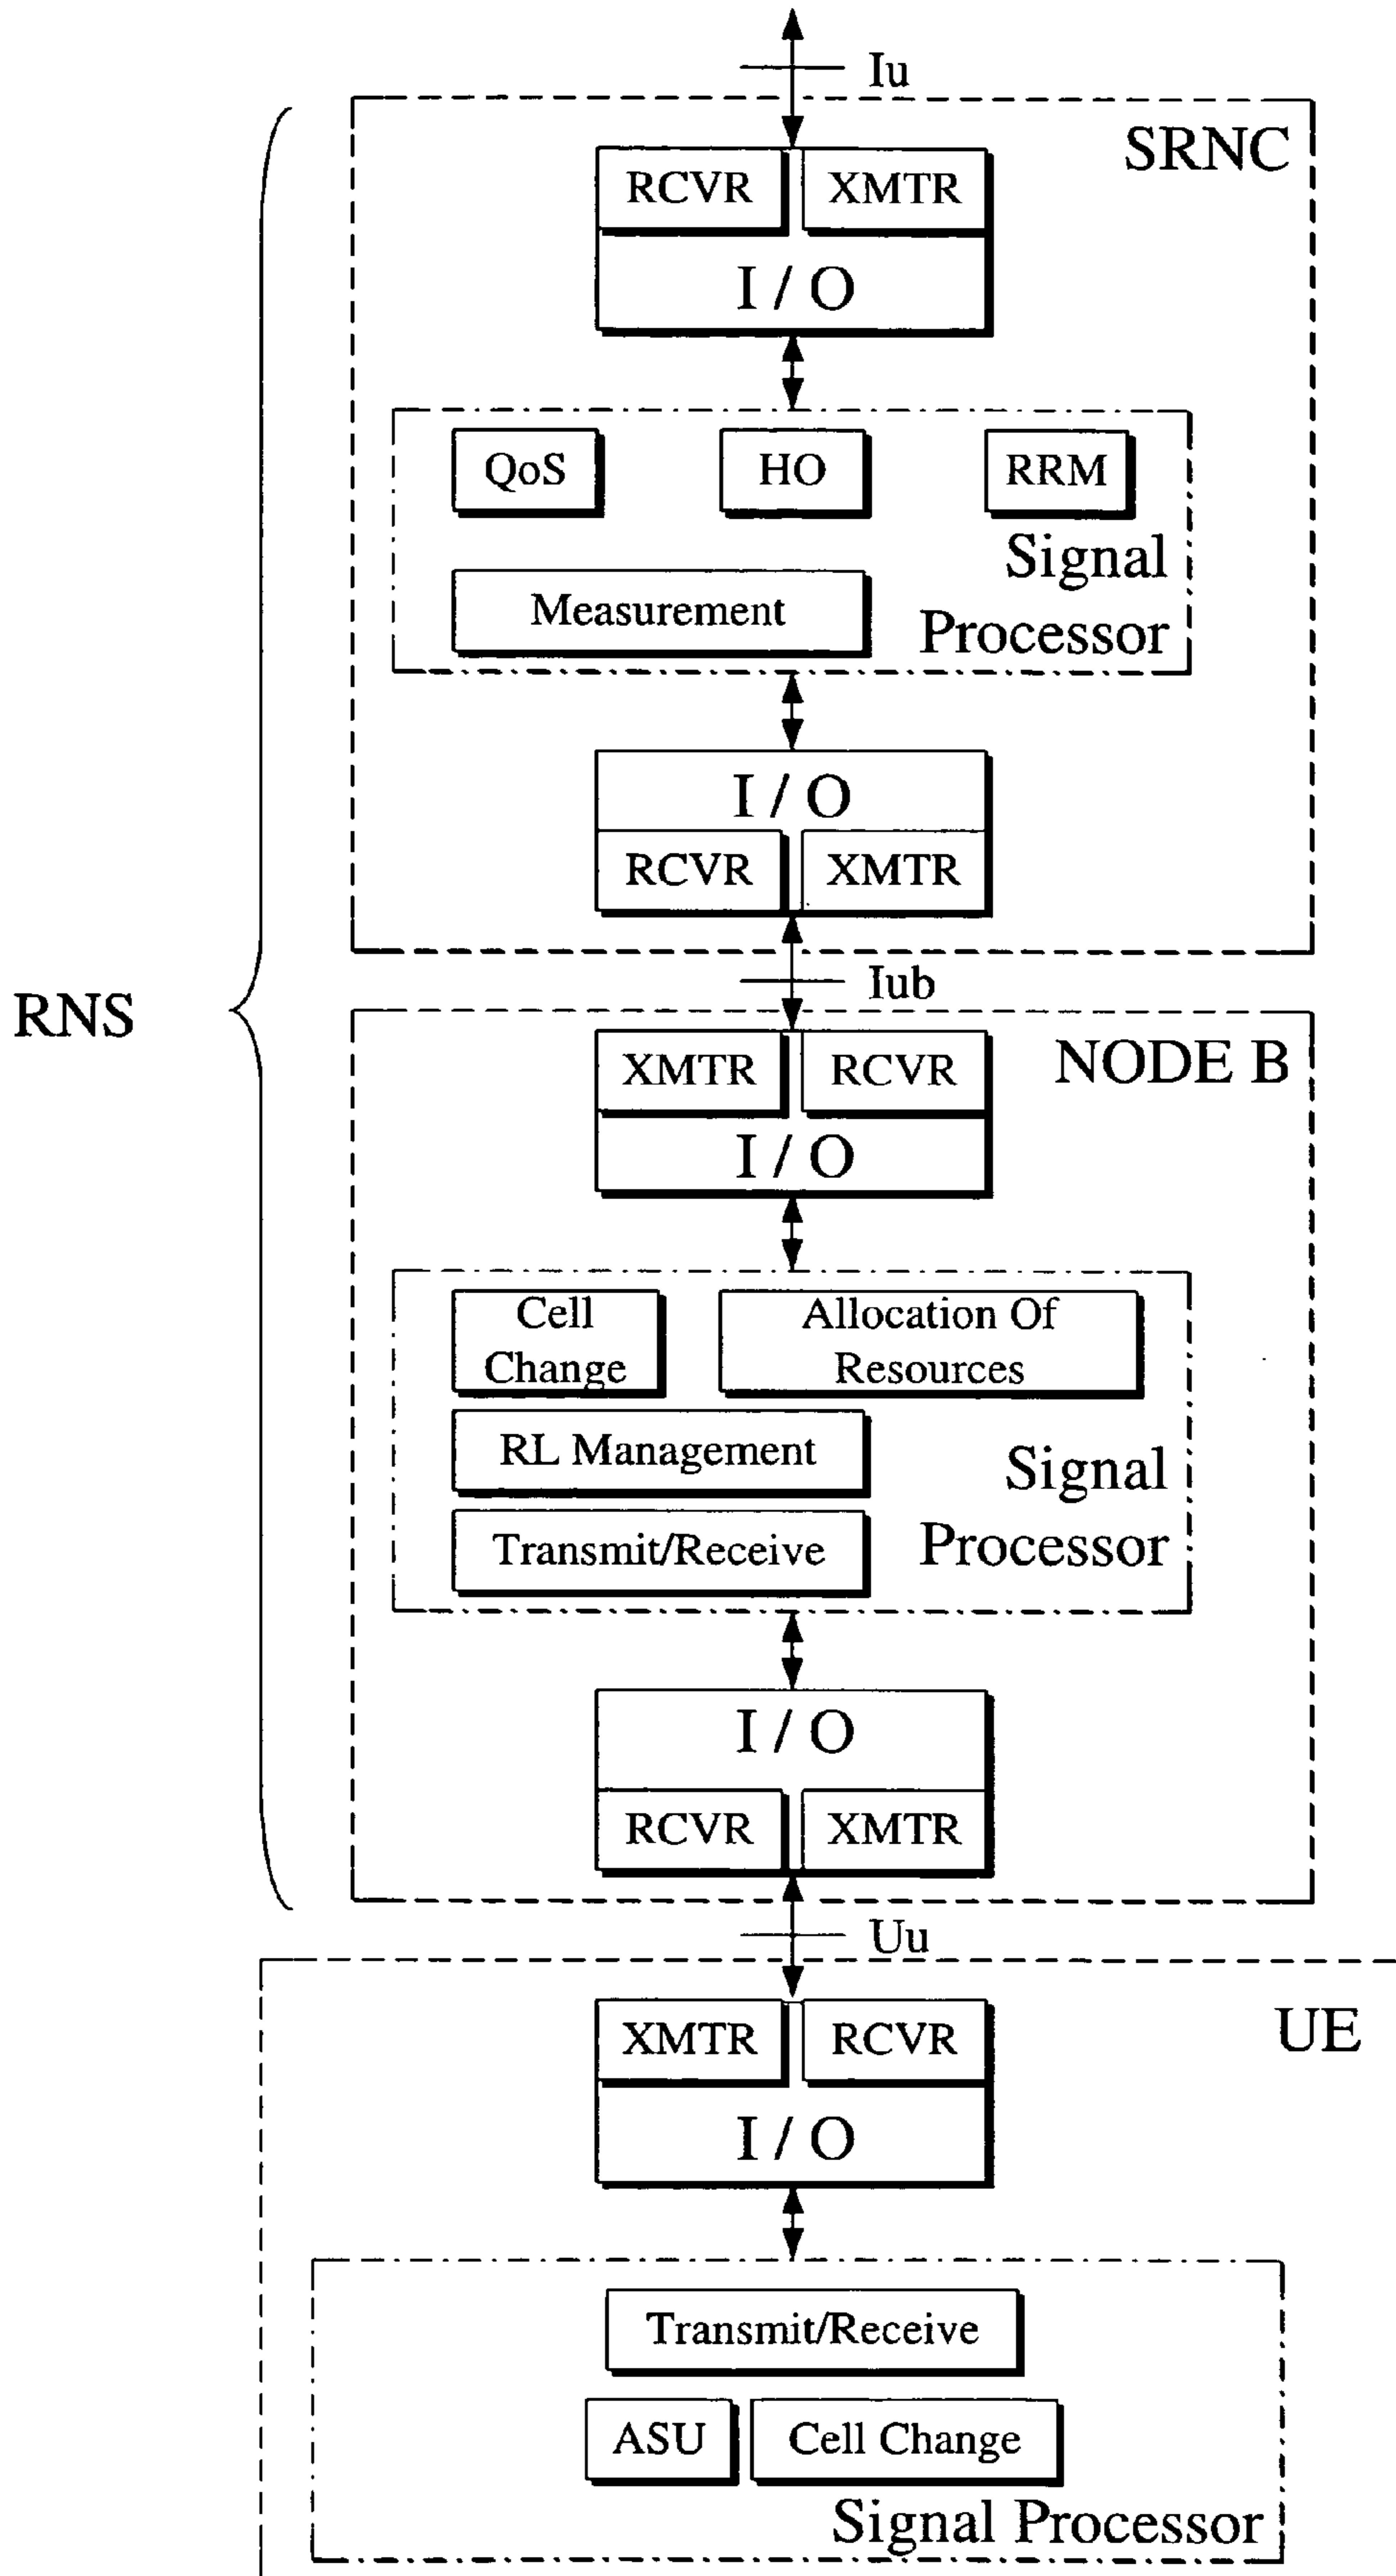 Iu
SRNC
RCVR XMTR
I / O
QoS HO RRM
Signal
Measurement
Processor
I / O
RCVR XMTR
Iub
RNS
NODE B
XMTR RCVR
I / O
Cell
Change
Allocation Of
Resources
RL Management
Signal
Transmit/Receive
Processor
I / O
RCVR XMTR
Uu
UE
XMTR RCVR
I / O
Transmit/Receive
ASU Cell Change
Signal Processor